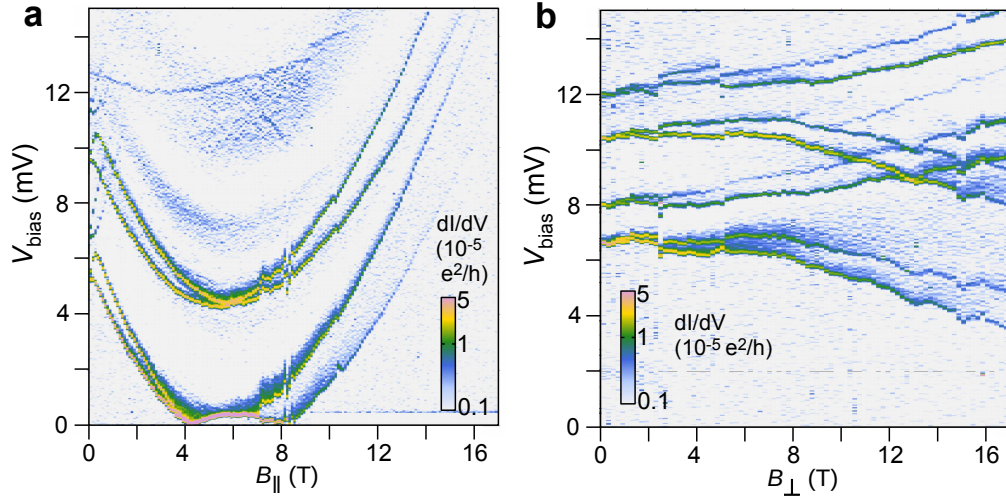 a
V_bias (mV)
12
8
4
0
dI/dV
(10^-5
e^2/h)
5
1
0.1
0 4 8 12 16
B_|| (T)
b
V_bias (mV)
12
8
4
0
5
1
0.1
dI/dV
(10^-5 e^2/h)
0 4 8 12 16
B_⊥ (T)